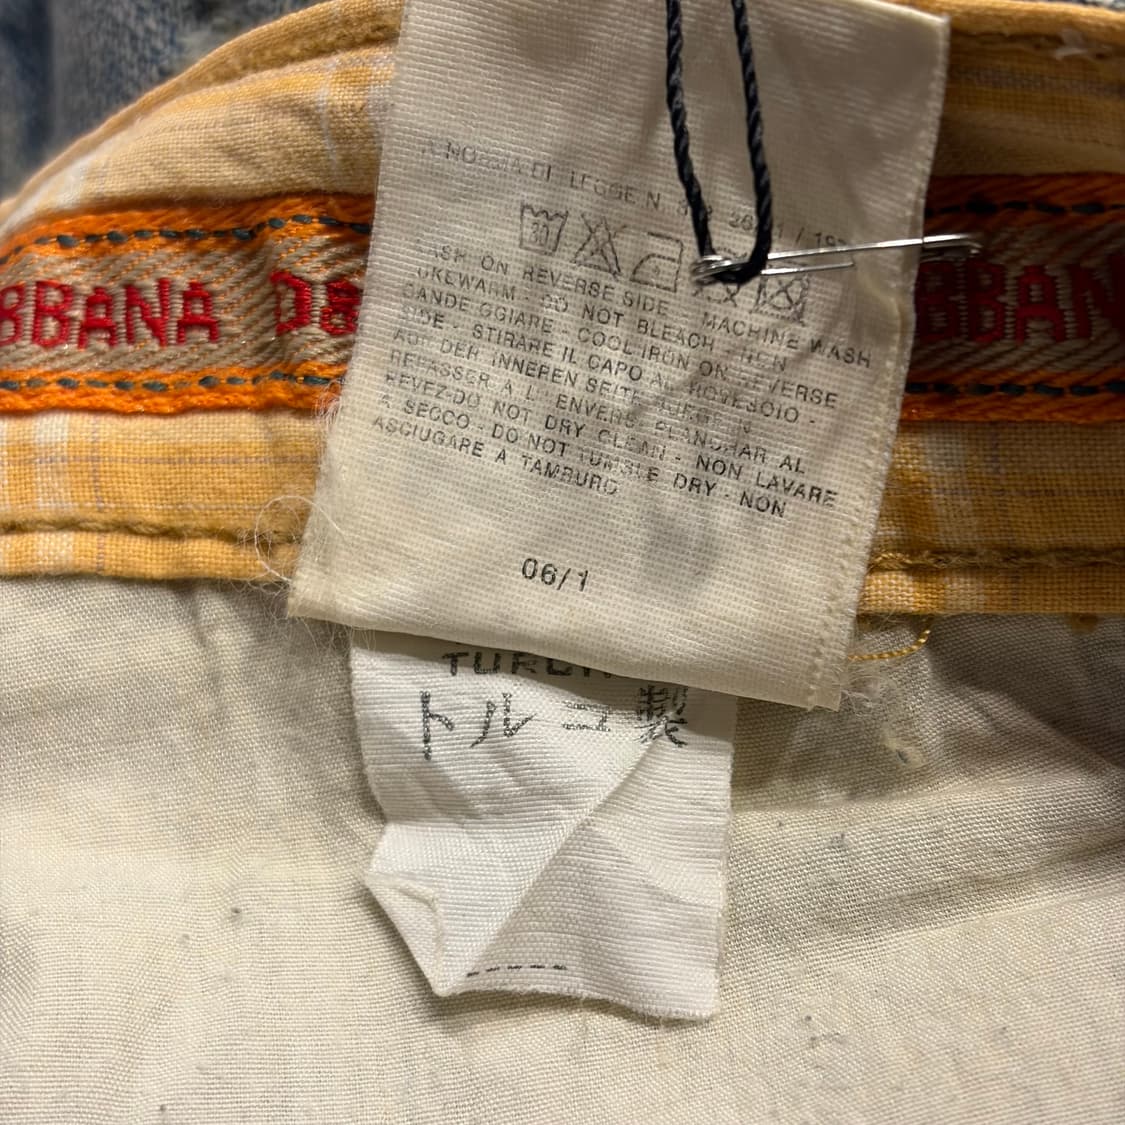 A NORMA DI LEGGE N.
BBANA D&
BBAN
30
WASH ON REVERSE SIDE - MACHINE WASH
LUKEWARM - DO NOT BLEACH - NON
CANDEGGIARE - COOL IRON ON REVERSE
SIDE - STIRARE IL CAPO AL ROVESCIO -
AUF DER INNEREN SEITE
REPASSER A L' ENVERS PLANCHAR AL
REVEZ-DO NOT DRY CLEAN - NON LAVARE
A SECCO - DO NOT TUMBLE DRY - NON
ASCIUGARE A TAMBURO
06/1
トルコ製